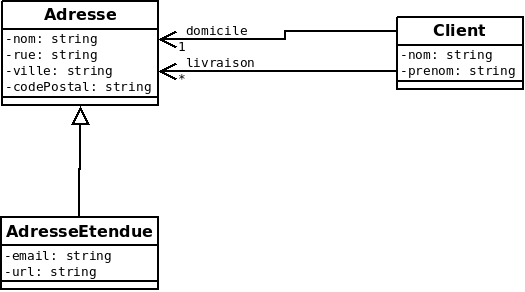 Adresse
-nom: string
-rue: string
-ville: string
-codePostal: string
domicile
1
livraison
*
Client
-nom: string
-prenom: string
AdresseEtendue
-email: string
-url: string